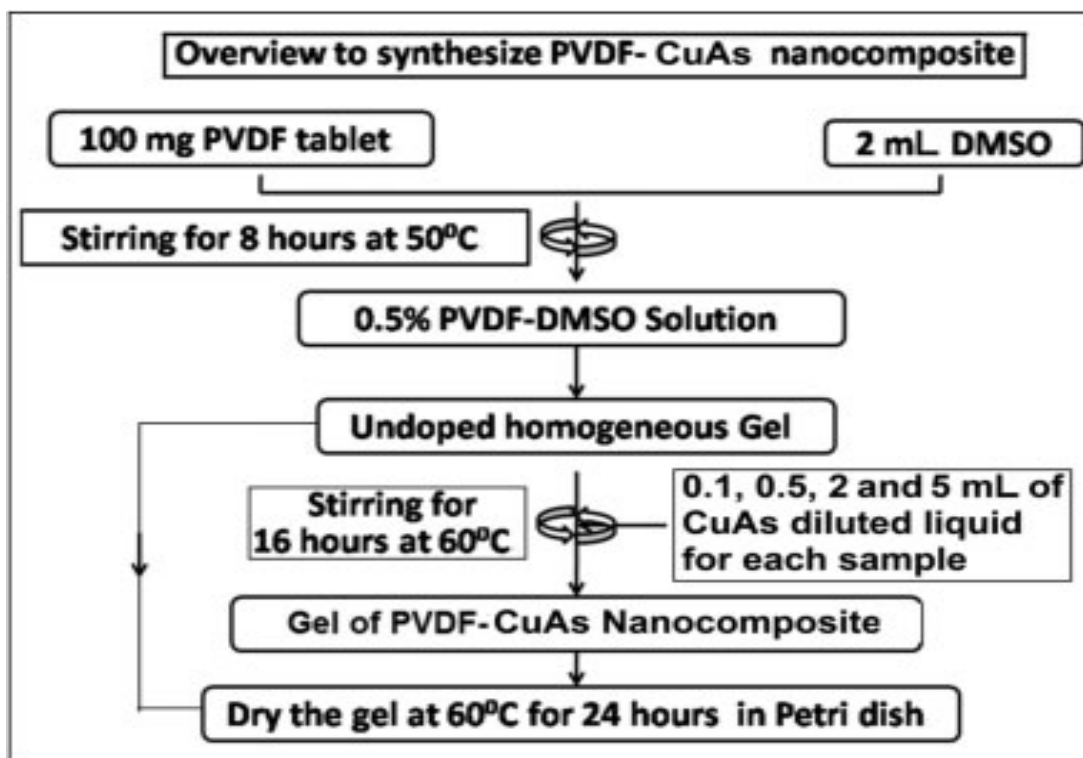 Overview to synthesize PVDF- CuAs nanocomposite
100 mg PVDF tablet
2 mL DMSO
Stirring for 8 hours at 50⁰C
0.5% PVDF-DMSO Solution
Undoped homogeneous Gel
Stirring for
16 hours at 60⁰C
0.1, 0.5, 2 and 5 mL of
CuAs diluted liquid
for each sample
Gel of PVDF-CuAs Nanocomposite
Dry the gel at 60⁰C for 24 hours in Petri dish